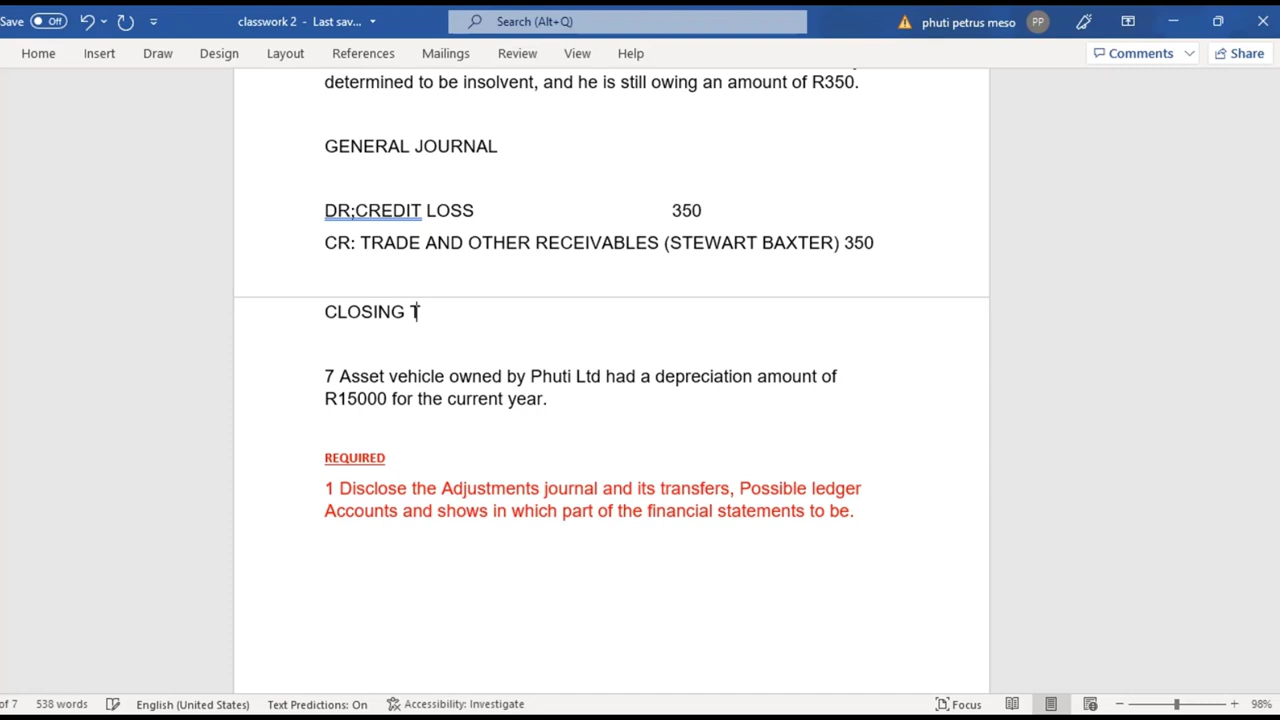 Save Off classwork 2 - Last sav... Search (Alt+Q) phuti petrus meso PP
Home Insert Draw Design Layout References Mailings Review View Help Comments Share
determined to be insolvent, and he is still owing an amount of R350.
GENERAL JOURNAL
DR;CREDIT LOSS 350
CR: TRADE AND OTHER RECEIVABLES (STEWART BAXTER) 350
CLOSING T
7 Asset vehicle owned by Phuti Ltd had a depreciation amount of
R15000 for the current year.
REQUIRED
1 Disclose the Adjustments journal and its transfers, Possible ledger
Accounts and shows in which part of the financial statements to be.
of 7 538 words English (United States) Text Predictions: On Accessibility: Investigate Focus 98%